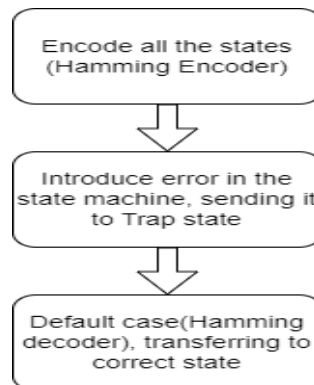 Encode all the states
(Hamming Encoder)
Introduce error in the
state machine, sending it
to Trap state
Default case(Hamming
decoder), transferring to
correct state